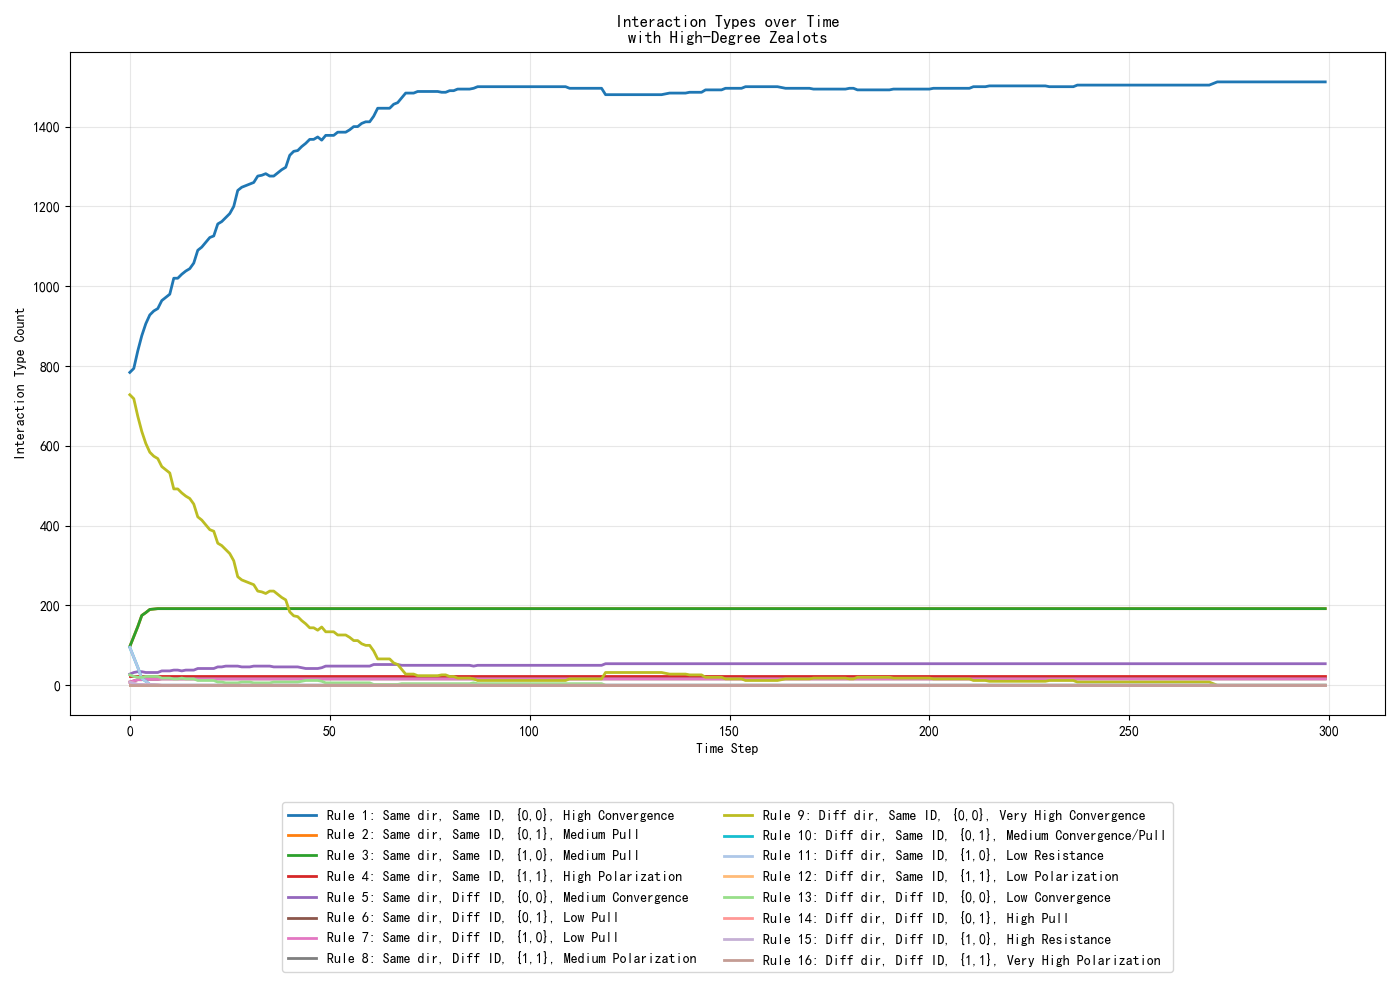 Interaction Types over Time
with High-Degree Zealots
Interaction Type Count
1400
1200
1000
800
600
400
200
0
0
50
100
150
200
250
300
Time Step
Rule 1: Same dir, Same ID, {0,0}, High Convergence
Rule 2: Same dir, Same ID, {0,1}, Medium Pull
Rule 3: Same dir, Same ID, {1,0}, Medium Pull
Rule 4: Same dir, Same ID, {1,1}, High Polarization
Rule 5: Same dir, Diff ID, {0,0}, Medium Convergence
Rule 6: Same dir, Diff ID, {0,1}, Low Pull
Rule 7: Same dir, Diff ID, {1,0}, Low Pull
Rule 8: Same dir, Diff ID, {1,1}, Medium Polarization
Rule 9: Diff dir, Same ID, {0,0}, Very High Convergence
Rule 10: Diff dir, Same ID, {0,1}, Medium Convergence/Pull
Rule 11: Diff dir, Same ID, {1,0}, Low Resistance
Rule 12: Diff dir, Same ID, {1,1}, Low Polarization
Rule 13: Diff dir, Diff ID, {0,0}, Low Convergence
Rule 14: Diff dir, Diff ID, {0,1}, High Pull
Rule 15: Diff dir, Diff ID, {1,0}, High Resistance
Rule 16: Diff dir, Diff ID, {1,1}, Very High Polarization